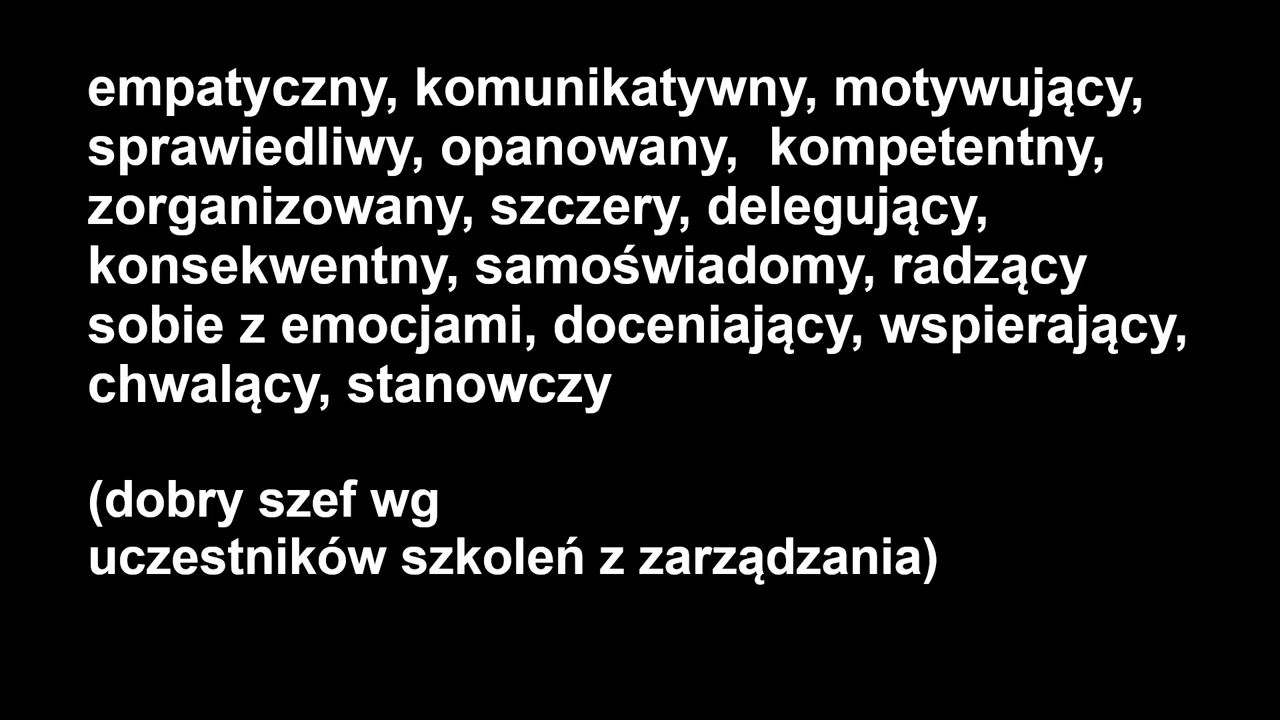 empatyczny, komunikatywny, motywujący,
sprawiedliwy, opanowany,  kompetentny,
zorganizowany, szczery, delegujący,
konsekwentny, samoświadomy, radzący
sobie z emocjami, doceniający, wspierający,
chwalący, stanowczy
(dobry szef wg
uczestników szkoleń z zarządzania)